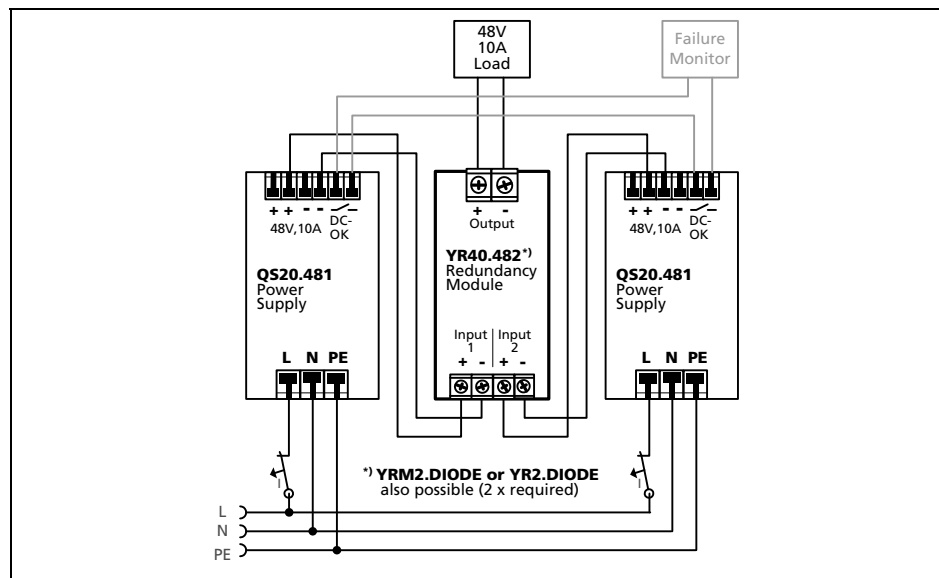 48V
10A
Load
Failure
Monitor
+ + - - DC-
OK
48V,10A
QS20.481
Power
Supply
L N PE
+ -
Output
YR40.482*)
Redundancy
Module
Input
1
Input
2
+ - + -
+ + - - DC-
OK
48V,10A
QS20.481
Power
Supply
L N PE
I
I
*) YRM2.DIODE or YR2.DIODE
also possible (2 x required)
L
N
PE